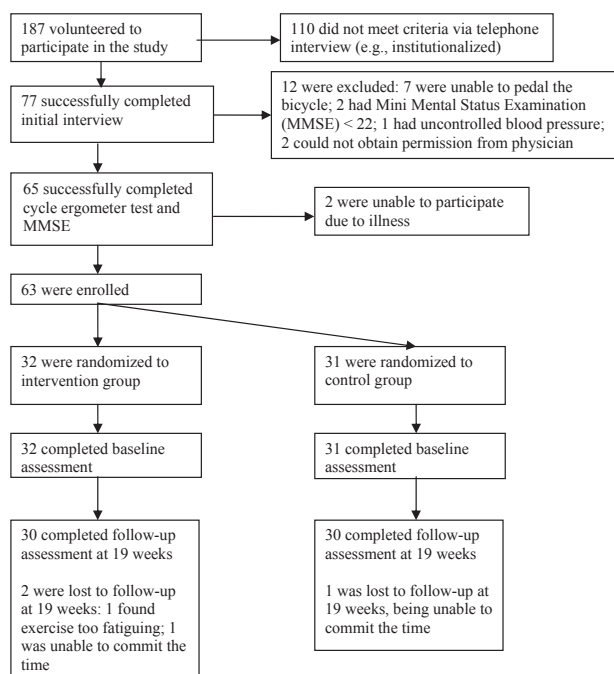 187 volunteered to
participate in the study
110 did not meet criteria via telephone
interview (e.g., institutionalized)
77 successfully completed
initial interview
12 were excluded: 7 were unable to pedal the
bicycle; 2 had Mini Mental Status Examination
(MMSE) < 22; 1 had uncontrolled blood pressure;
2 could not obtain permission from physician
65 successfully completed
cycle ergometer test and
MMSE
2 were unable to participate
due to illness
63 were enrolled
32 were randomized to
intervention group
31 were randomized to
control group
32 completed baseline
assessment
31 completed baseline
assessment
30 completed follow-up
assessment at 19 weeks
2 were lost to follow-up
at 19 weeks: 1 found
exercise too fatiguing; 1
was unable to commit the
time
30 completed follow-up
assessment at 19 weeks
1 was lost to follow-up at
19 weeks, being unable to
commit the time